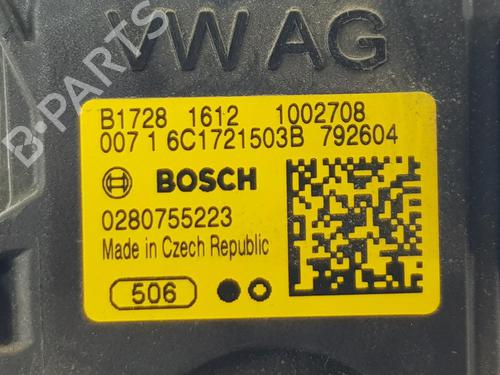 VW AG
B1728 1612 1002708
007 1 6C1721503B 792604
BOSCH
0280755223
Made in Czech Republic
506
B-PARTS